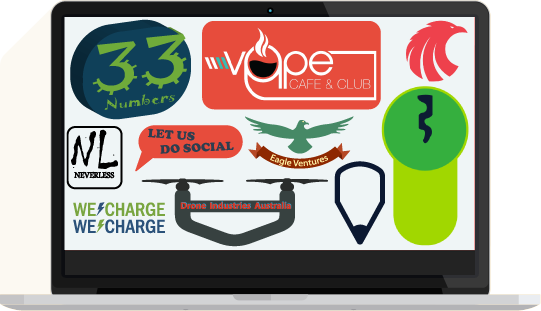 33
Numbers
vape
CAFE & CLUB
NL
NEVERLESS
LET US
DO SOCIAL
Eagle Ventures
WE CHARGE
WE CHARGE
Drone Industries Australia